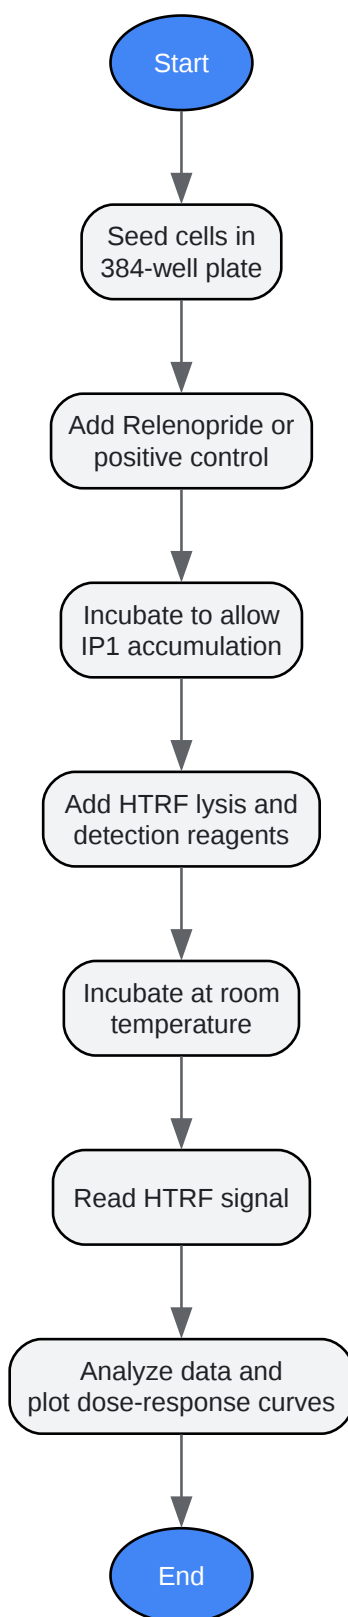 Start
Seed cells in
384-well plate
Add Relenopride or
positive control
Incubate to allow
IP1 accumulation
Add HTRF lysis and
detection reagents
Incubate at room
temperature
Read HTRF signal
Analyze data and
plot dose-response curves
End